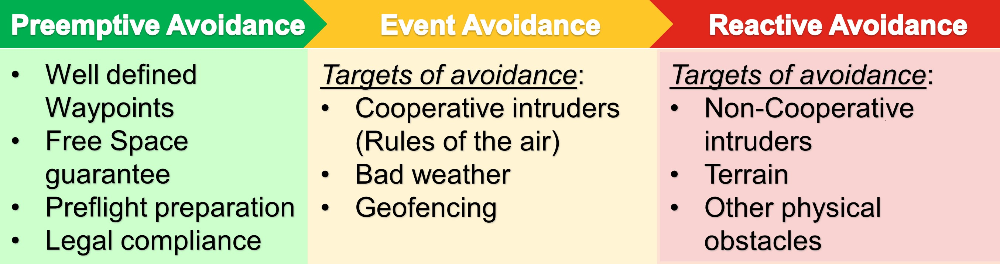 Preemptive Avoidance
Event Avoidance
Reactive Avoidance
• Well defined
Waypoints
• Free Space
guarantee
• Preflight preparation
• Legal compliance
Targets of avoidance:
• Cooperative intruders
(Rules of the air)
• Bad weather
• Geofencing
Targets of avoidance:
• Non-Cooperative
intruders
• Terrain
• Other physical
obstacles